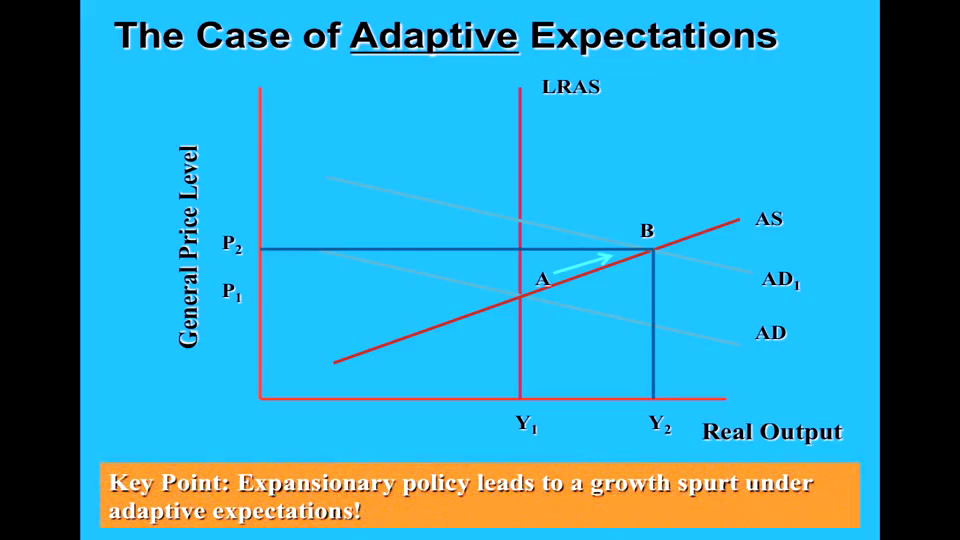 The Case of Adaptive Expectations
LRAS
General Price Level
AS
B
P2
A
AD1
P1
AD
Y1
Y2
Real Output
Key Point: Expansionary policy leads to a growth spurt under
adaptive expectations!